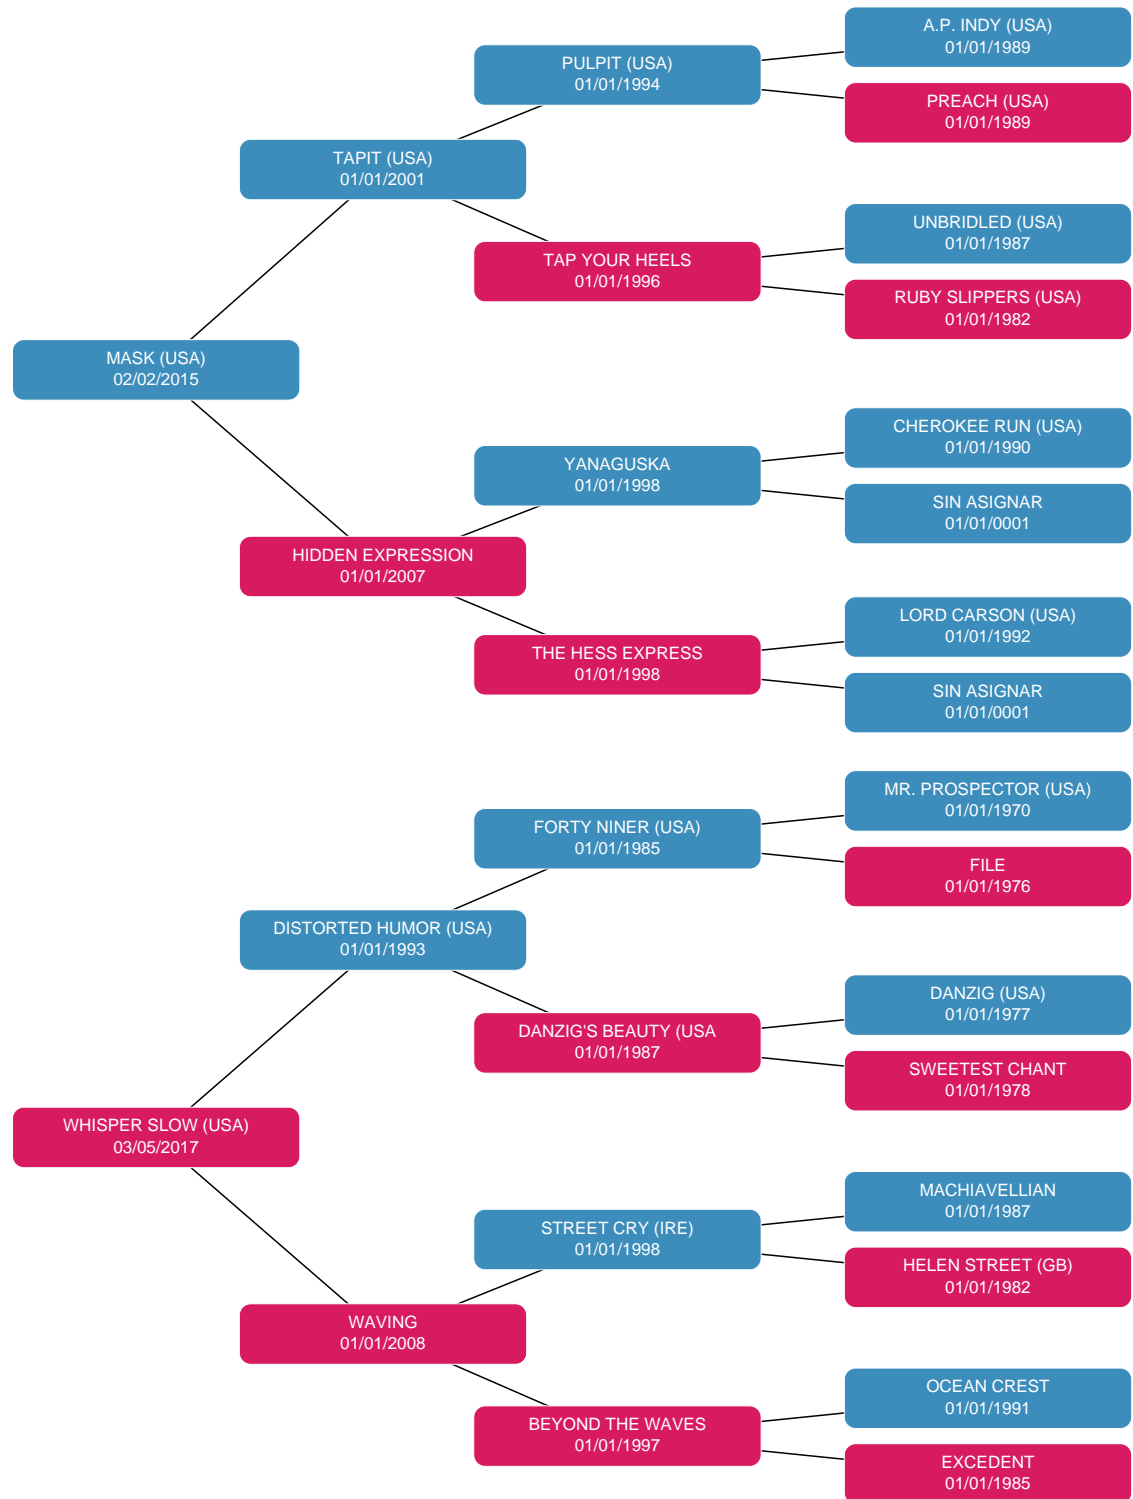 A.P. INDY (USA)
01/01/1989
PULPIT (USA)
01/01/1994
PREACH (USA)
01/01/1989
TAPIT (USA)
01/01/2001
UNBRIDLED (USA)
01/01/1987
TAP YOUR HEELS
01/01/1996
RUBY SLIPPERS (USA)
01/01/1982
MASK (USA)
02/02/2015
CHEROKEE RUN (USA)
01/01/1990
YANAGUSKA
01/01/1998
SIN ASIGNAR
01/01/0001
HIDDEN EXPRESSION
01/01/2007
LORD CARSON (USA)
01/01/1992
THE HESS EXPRESS
01/01/1998
SIN ASIGNAR
01/01/0001
MR. PROSPECTOR (USA)
01/01/1970
FORTY NINER (USA)
01/01/1985
FILE
01/01/1976
DISTORTED HUMOR (USA)
01/01/1993
DANZIG (USA)
01/01/1977
DANZIG'S BEAUTY (USA
01/01/1987
SWEETEST CHANT
01/01/1978
WHISPER SLOW (USA)
03/05/2017
MACHIAVELLIAN
01/01/1987
STREET CRY (IRE)
01/01/1998
HELEN STREET (GB)
01/01/1982
WAVING
01/01/2008
OCEAN CREST
01/01/1991
BEYOND THE WAVES
01/01/1997
EXCEDENT
01/01/1985